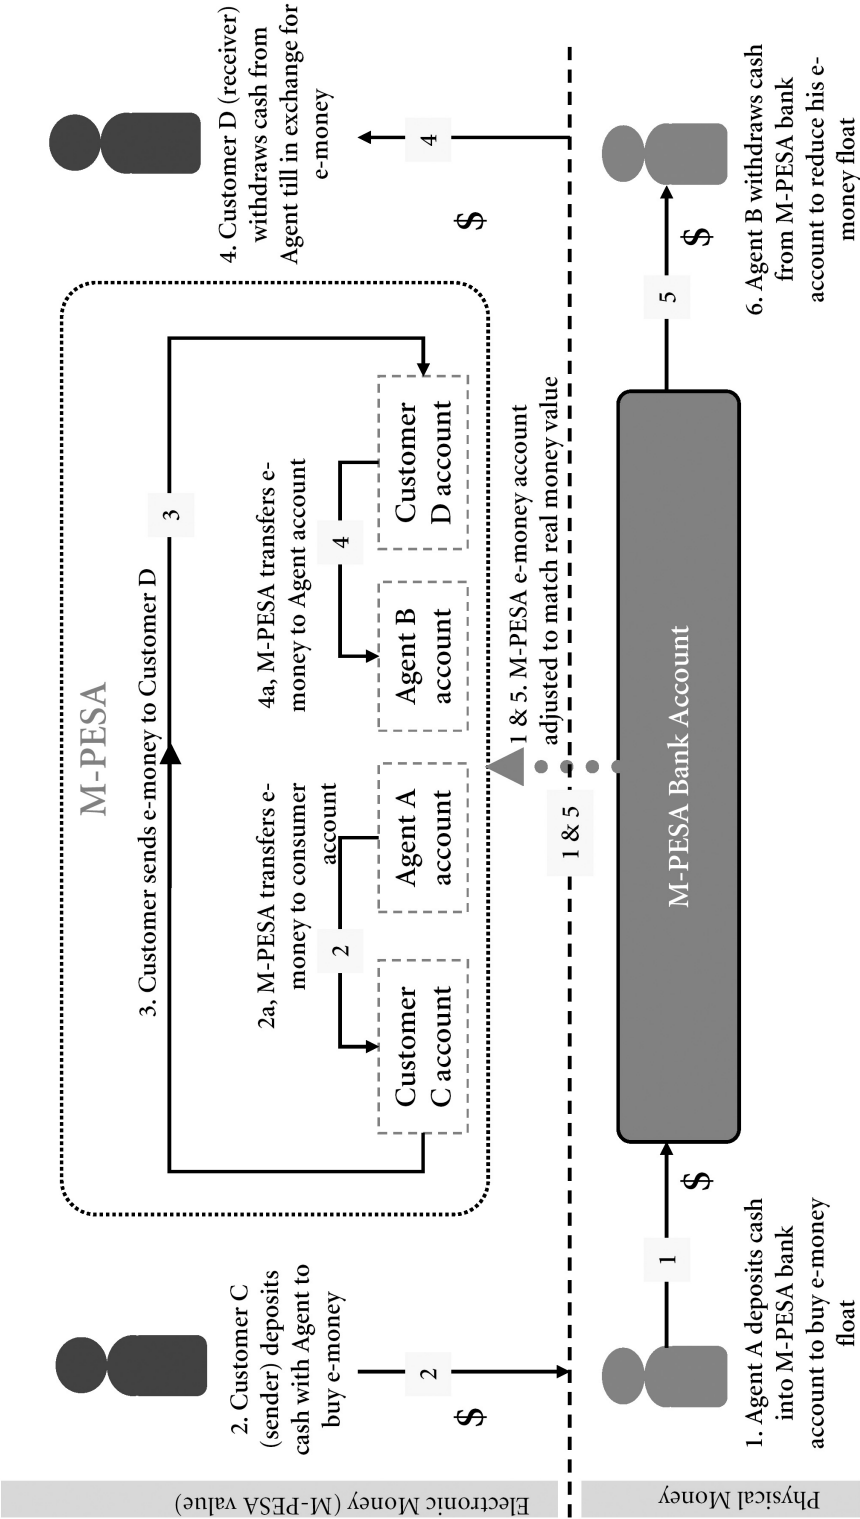 Electronic Money (M-PESA value)
Physical Money
M-PESA
3. Customer sends e-money to Customer D
3
2a, M-PESA transfers e-
money to consumer
account
2
4a, M-PESA transfers e-
money to Agent account
4
Customer
C account
Agent A
account
Agent B
account
Customer
D account
2. Customer C
(sender) deposits
cash with Agent to
buy e-money
2
$
4. Customer D (receiver)
withdraws cash from
Agent till in exchange for
e-money
4
$
1 & 5. M-PESA e-money account
adjusted to match real money value
1 & 5
1
$
M-PESA Bank Account
5
$
1. Agent A deposits cash
into M-PESA bank
account to buy e-money
float
6. Agent B withdraws cash
from M-PESA bank
account to reduce his e-
money float